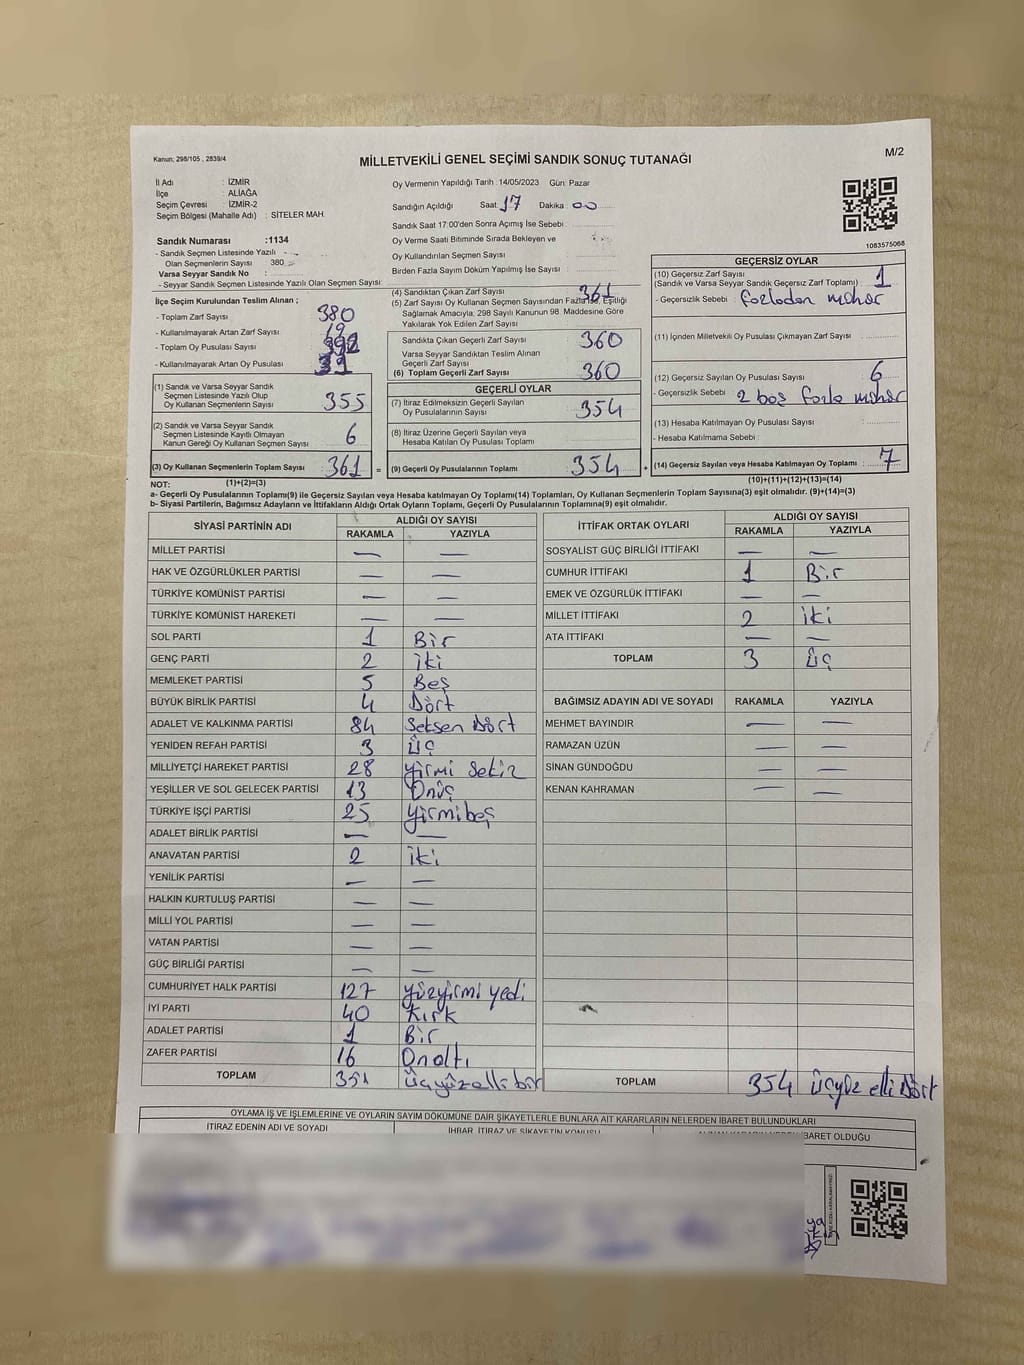 Kanun; 298/105 , 2839/4
MİLLETVEKİLİ GENEL SEÇİMİ SANDIK SONUÇ TUTANAĞI
M/2
İl Adı : İZMİR
İlçe : ALİAĞA
Seçim Çevresi : İZMİR-2
Seçim Bölgesi (Mahalle Adı) : SİTELER MAH.
Oy Vermenin Yapıldığı Tarih :14/05/2023 Gün: Pazar
Sandığın Açıldığı Saat 17 Dakika 00
Sandık Saat 17:00'den Sonra Açımış İse Sebebi
Oy Verme Saati Bitiminde Sırada Bekleyen ve
Oy Kullandırılan Seçmen Sayısı
Birden Fazla Sayım Döküm Yapılmış İse Sayısı
1083575068
Sandık Numarası :1134
- Sandık Seçmen Listesinde Yazılı
Olan Seçmenlerin Sayısı 380
Varsa Seyyar Sandık No :
- Seyyar Sandık Seçmen Listesinde Yazılı Olan Seçmen Sayısı
İlçe Seçim Kurulundan Teslim Alınan ;
- Toplam Zarf Sayısı 380
- Kullanılmayarak Artan Zarf Sayısı 19
- Toplam Oy Pusulası Sayısı
- Kullanılmayarak Artan Oy Pusulası
(1) Sandık ve Varsa Seyyar Sandık
Seçmen Listesinde Yazılı Olup
Oy Kullanan Seçmenlerin Sayısı 355
(2) Sandık ve Varsa Seyyar Sandık
Seçmen Listesinde Kayıtlı Olmayan
Kanun Gereği Oy Kullanan Seçmen Sayısı 6
(3) Oy Kullanan Seçmenlerin Toplam Sayısı 361 =
(1)+(2)=(3)
(4) Sandıktan Çıkan Zarf Sayısı 361
(5) Zarf Sayısı Oy Kullanan Seçmen Sayısından Fazla İse, Eşitliği
Sağlamak Amacıyla, 298 Sayılı Kanunun 98. Maddesine Göre
Yakılarak Yok Edilen Zarf Sayısı
Sandıkta Çıkan Geçerli Zarf Sayısı 360
Varsa Seyyar Sandıktan Teslim Alınan
Geçerli Zarf Sayısı
(6) Toplam Geçerli Zarf Sayısı 360
GEÇERLİ OYLAR
(7) İtiraz Edilmeksizin Geçerli Sayılan
Oy Pusulalarının Sayısı 354
(8) İtiraz Üzerine Geçerli Sayılan veya
Hesaba Katılan Oy Pusulası Toplamı
(9) Geçerli Oy Pusulalarının Toplamı 354 +
GEÇERSİZ OYLAR
(10) Geçersiz Zarf Sayısı
(Sandık ve Varsa Seyyar Sandık Geçersiz Zarf Toplamı) 1
- Geçersizlik Sebebi : fazladan mühür
(11) İçinden Milletvekili Oy Pusulası Çıkmayan Zarf Sayısı
(12) Geçersiz Sayılan Oy Pusulası Sayısı 6
- Geçersizlik Sebebi 2 boş fazla mühür
(13) Hesaba Katılmayan Oy Pusulası Sayısı :
- Hesaba Katılmama Sebebi
(14) Geçersiz Sayılan veya Hesaba Katılmayan Oy Toplamı : 7
(10)+(11)+(12)+(13)=(14)
NOT:
a- Geçerli Oy Pusulalarının Toplamı(9) ile Geçersiz Sayılan veya Hesaba katılmayan Oy Toplamı(14) Toplamları, Oy Kullanan Seçmenlerin Toplam Sayısına(3) eşit olmalıdır. (9)+(14)=(3)
b- Siyasi Partilerin, Bağımsız Adayların ve İttifakların Aldığı Ortak Oyların Toplamı, Geçerli Oy Pusulalarının Toplamına(9) eşit olmalıdır.
SİYASİ PARTİNİN ADI ALDIĞI OY SAYISI
RAKAMLA YAZIYLA
MİLLET PARTİSİ — —
HAK VE ÖZGÜRLÜKLER PARTİSİ — —
TÜRKİYE KOMÜNİST PARTİSİ — —
TÜRKİYE KOMÜNİST HAREKETİ — —
SOL PARTİ 1 Bir
GENÇ PARTİ 2 iki
MEMLEKET PARTİSİ 5 Beş
BÜYÜK BİRLİK PARTİSİ 4 Dört
ADALET VE KALKINMA PARTİSİ 84 Seksen Dört
YENİDEN REFAH PARTİSİ 3 üç
MİLLİYETÇİ HAREKET PARTİSİ 28 yirmi Sekiz
YEŞİLLER VE SOL GELECEK PARTİSİ 13 Onüç
TÜRKİYE İŞÇİ PARTİSİ 25 yirmibeş
ADALET BİRLİK PARTİSİ — —
ANAVATAN PARTİSİ 2 iki
YENİLİK PARTİSİ — —
HALKIN KURTULUŞ PARTİSİ — —
MİLLİ YOL PARTİSİ — —
VATAN PARTİSİ — —
GÜÇ BİRLİĞİ PARTİSİ — —
CUMHURİYET HALK PARTİSİ 127 yüzyirmi yedi
İYİ PARTİ 40 Kırk
ADALET PARTİSİ 1 Bir
ZAFER PARTİSİ 16 Onaltı
TOPLAM 351 Üçyüzellibir
İTTİFAK ORTAK OYLARI ALDIĞI OY SAYISI
RAKAMLA YAZIYLA
SOSYALİST GÜÇ BİRLİĞİ İTTİFAKI — —
CUMHUR İTTİFAKI 1 Bir
EMEK VE ÖZGÜRLÜK İTTİFAKI — —
MİLLET İTTİFAKI 2 iki
ATA İTTİFAKI — —
TOPLAM 3 üç
BAĞIMSIZ ADAYIN ADI VE SOYADI RAKAMLA YAZIYLA
MEHMET BAYINDIR — —
RAMAZAN ÜZÜN — —
SİNAN GÜNDOĞDU — —
KENAN KAHRAMAN — —
TOPLAM 354 üçyüz elli Dört
OYLAMA İŞ VE İŞLEMLERİNE VE OYLARIN SAYIM DÖKÜMÜNE DAİR ŞİKAYETLERLE BUNLARA AİT KARARLARIN NELERDEN İBARET BULUNDUKLARI
İTİRAZ EDENİN ADI VE SOYADI
İHBAR, İTİRAZ VE ŞİKAYETİN KONUSU
İBARET OLDUĞU